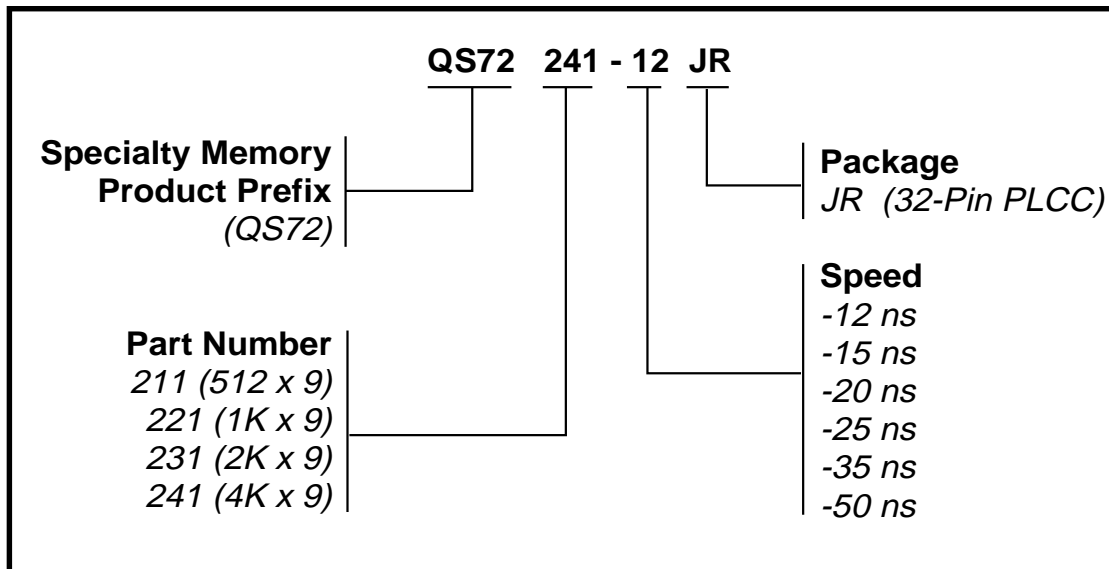 QS72 241 - 12 JR
Specialty Memory
Product Prefix
(QS72)
Part Number
211 (512 x 9)
221 (1K x 9)
231 (2K x 9)
241 (4K x 9)
Package
JR (32-Pin PLCC)
Speed
-12 ns
-15 ns
-20 ns
-25 ns
-35 ns
-50 ns